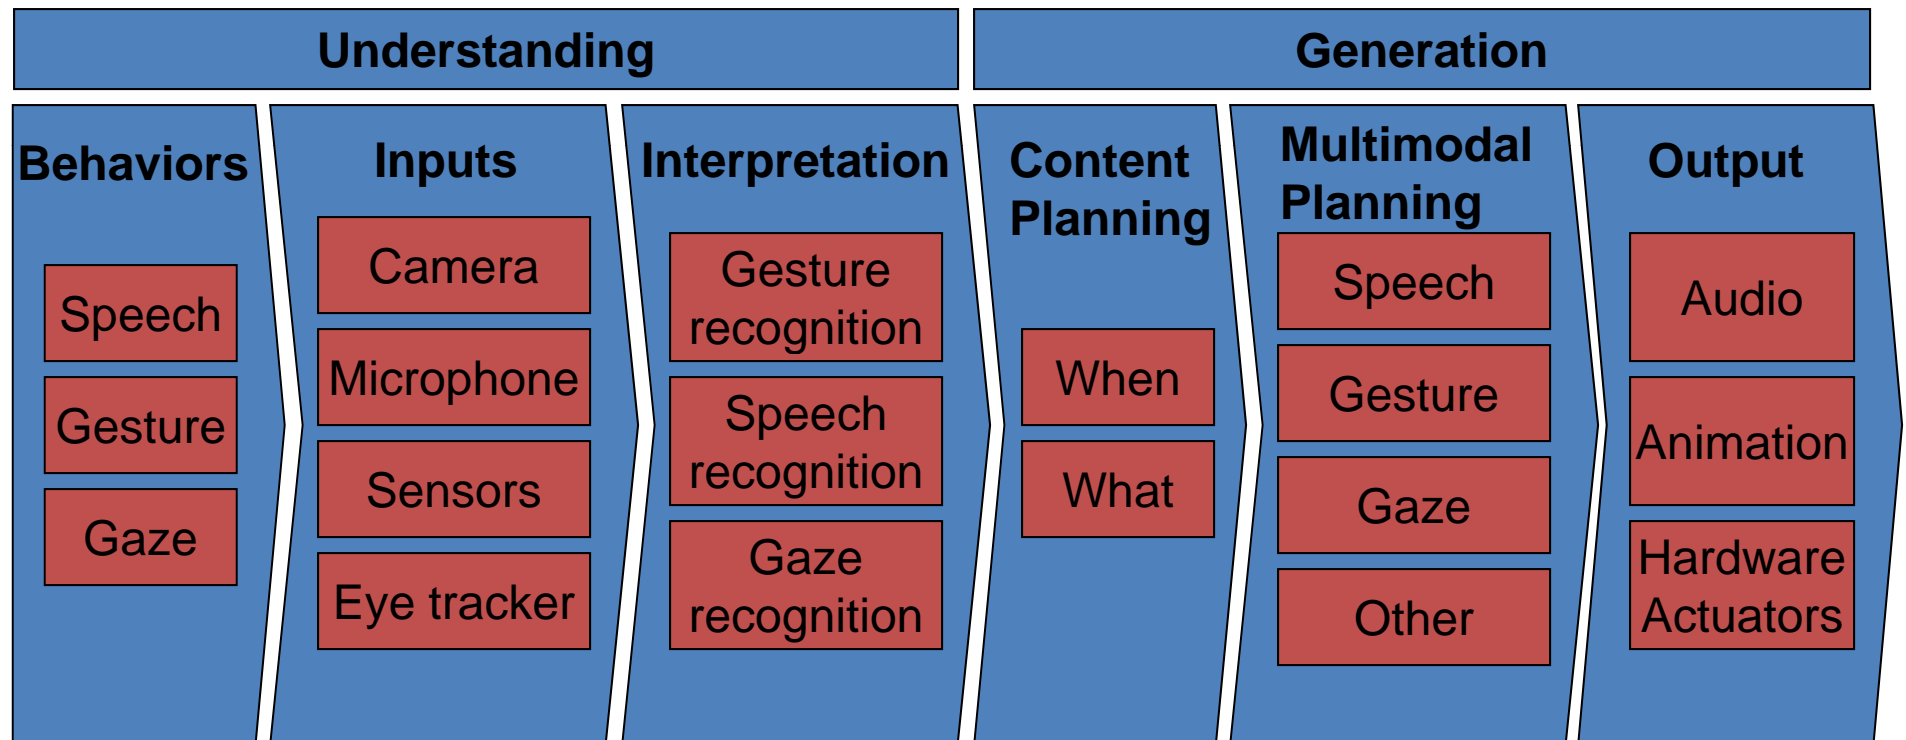 Understanding
Generation
Behaviors
Speech
Gesture
Gaze
Inputs
Camera
Microphone
Sensors
Eye tracker
Interpretation
Gesture
recognition
Speech
recognition
Gaze
recognition
Content
Planning
When
What
Multimodal
Planning
Speech
Gesture
Gaze
Other
Output
Audio
Animation
Hardware
Actuators